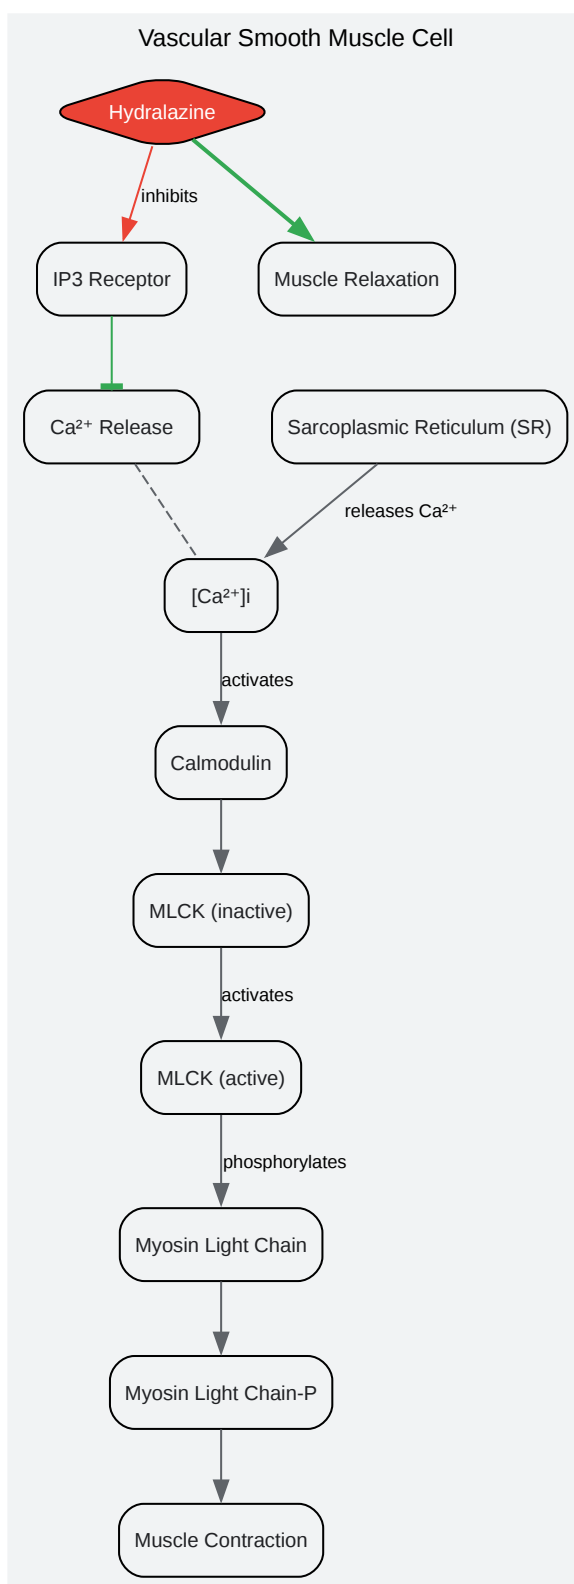 Vascular Smooth Muscle Cell
Hydralazine
inhibits
IP3 Receptor
Muscle Relaxation
Ca²⁺ Release
Sarcoplasmic Reticulum (SR)
releases Ca²⁺
[Ca²⁺]i
activates
Calmodulin
MLCK (inactive)
activates
MLCK (active)
phosphorylates
Myosin Light Chain
Myosin Light Chain-P
Muscle Contraction